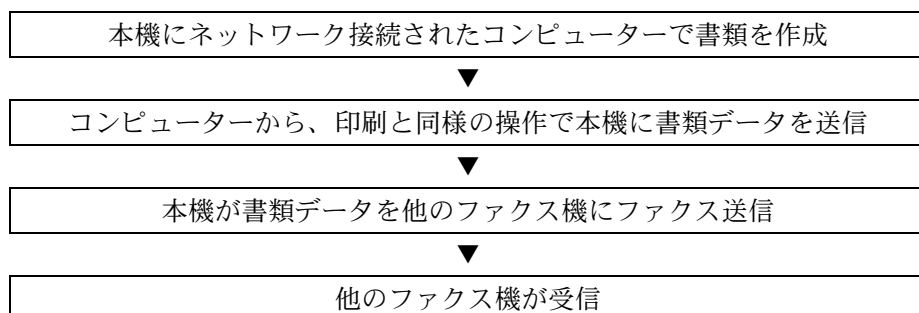 本機にネットワーク接続されたコンピューターで書類を作成
▼
コンピューターから、印刷と同様の操作で本機に書類データを送信
▼
本機が書類データを他のファクス機にファクス送信
▼
他のファクス機が受信